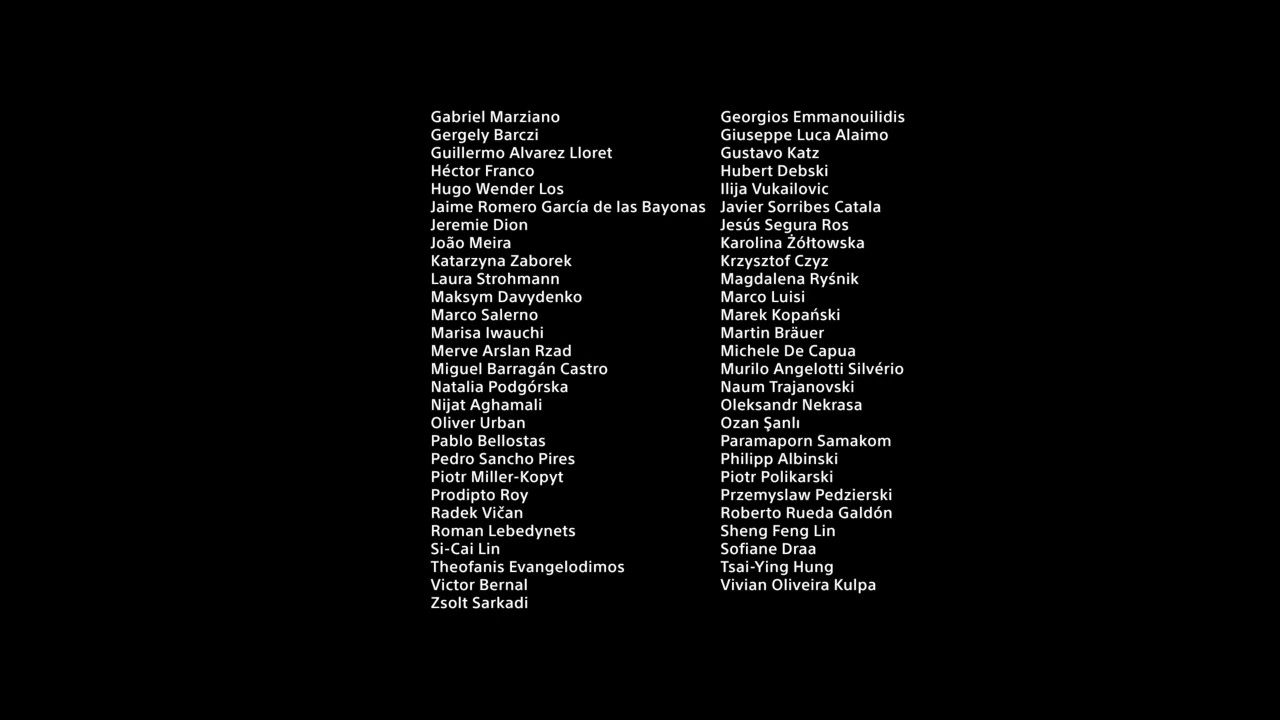 Gabriel Marziano
Gergely Barczi
Guillermo Alvarez Lloret
Héctor Franco
Hugo Wender Los
Jaime Romero García de las Bayonas
Jeremie Dion
João Meira
Katarzyna Zaborek
Laura Strohmann
Maksym Davydenko
Marco Salerno
Marisa Iwauchi
Merve Arslan Rzad
Miguel Barragán Castro
Natalia Podgórska
Nijat Aghamali
Oliver Urban
Pablo Bellostas
Pedro Sancho Pires
Piotr Miller-Kopyt
Prodipto Roy
Radek Vičan
Roman Lebedynets
Si-Cai Lin
Theofanis Evangelodimos
Victor Bernal
Zsolt Sarkadi
Georgios Emmanouilidis
Giuseppe Luca Alaimo
Gustavo Katz
Hubert Debski
Ilija Vukailovic
Javier Sorribes Catala
Jesús Segura Ros
Karolina Żółtowska
Krzysztof Czyz
Magdalena Ryśnik
Marco Luisi
Marek Kopański
Martin Bräuer
Michele De Capua
Murilo Angelotti Silvério
Naum Trajanovski
Oleksandr Nekrasa
Ozan Şanlı
Paramaporn Samakom
Philipp Albinski
Piotr Polikarski
Przemyslaw Pedzierski
Roberto Rueda Galdón
Sheng Feng Lin
Sofiane Draa
Tsai-Ying Hung
Vivian Oliveira Kulpa